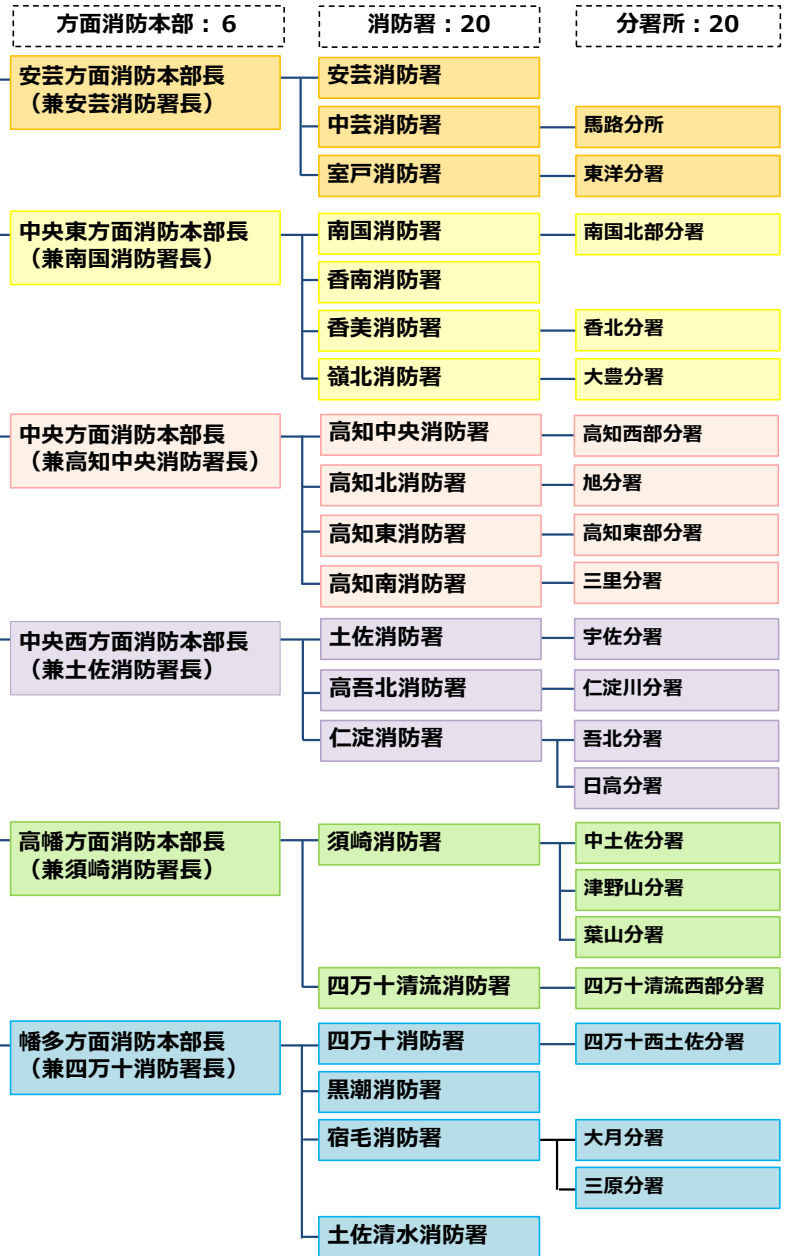 方面消防本部：6
消防署：20
分署所：20
安芸方面消防本部長
（兼安芸消防署長）
安芸消防署
中芸消防署
馬路分所
室戸消防署
東洋分署
中央東方面消防本部長
（兼南国消防署長）
南国消防署
南国北部分署
香南消防署
香美消防署
香北分署
嶺北消防署
大豊分署
中央方面消防本部長
（兼高知中央消防署長）
高知中央消防署
高知西部分署
高知北消防署
旭分署
高知東消防署
高知東部分署
高知南消防署
三里分署
中央西方面消防本部長
（兼土佐消防署長）
土佐消防署
宇佐分署
高吾北消防署
仁淀川分署
仁淀消防署
吾北分署
日高分署
高幡方面消防本部長
（兼須崎消防署長）
須崎消防署
中土佐分署
津野山分署
葉山分署
四万十清流消防署
四万十清流西部分署
幡多方面消防本部長
（兼四万十消防署長）
四万十消防署
四万十西土佐分署
黒潮消防署
宿毛消防署
大月分署
三原分署
土佐清水消防署